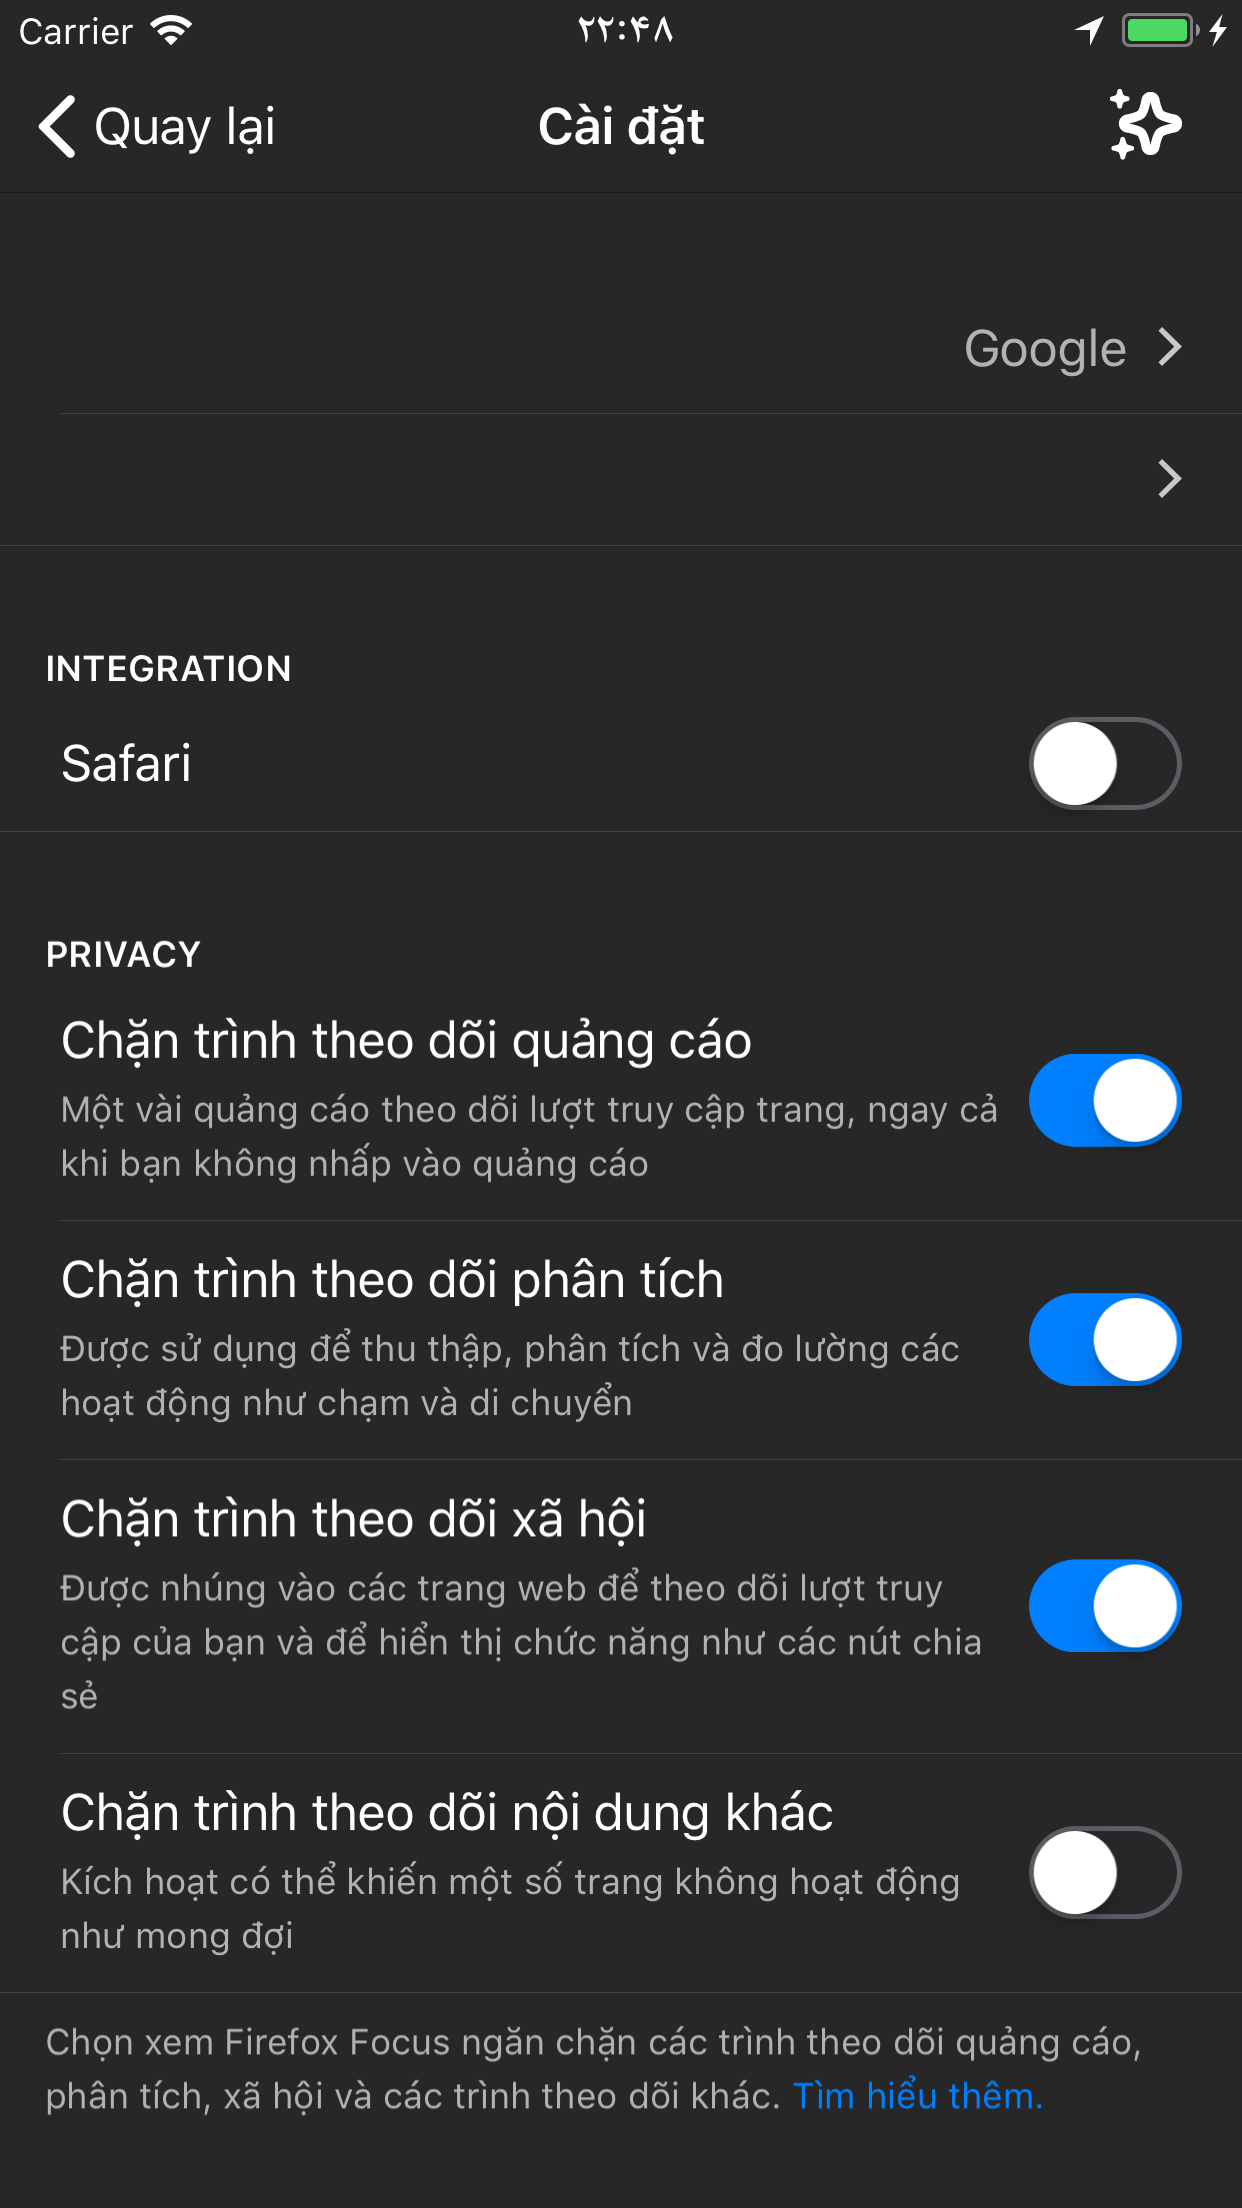 Carrier
۲۲:۴۸
Quay lại
Cài đặt
Google
INTEGRATION
Safari
PRIVACY
Chặn trình theo dõi quảng cáo
Một vài quảng cáo theo dõi lượt truy cập trang, ngay cả
khi bạn không nhấp vào quảng cáo
Chặn trình theo dõi phân tích
Được sử dụng để thu thập, phân tích và đo lường các
hoạt động như chạm và di chuyển
Chặn trình theo dõi xã hội
Được nhúng vào các trang web để theo dõi lượt truy
cập của bạn và để hiển thị chức năng như các nút chia
sẻ
Chặn trình theo dõi nội dung khác
Kích hoạt có thể khiến một số trang không hoạt động
như mong đợi
Chọn xem Firefox Focus ngăn chặn các trình theo dõi quảng cáo,
phân tích, xã hội và các trình theo dõi khác. Tìm hiểu thêm.